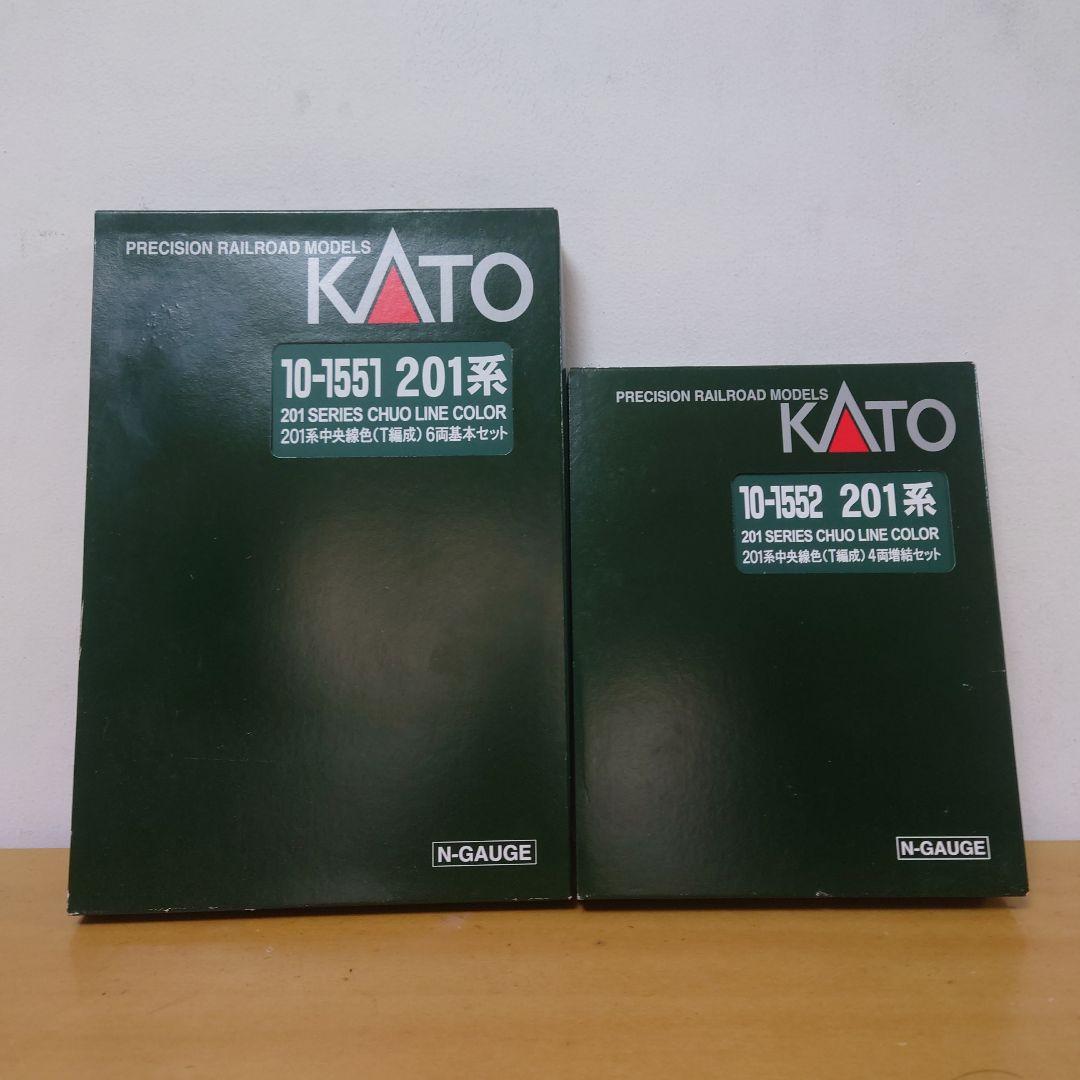 PRECISION RAILROAD MODELS
KATO
10-1551 201系
201 SERIES CHUO LINE COLOR
201系中央線色(T編成) 6両基本セット
N-GAUGE
PRECISION RAILROAD MODELS
KATO
10-1552 201系
201 SERIES CHUO LINE COLOR
201系中央線色(T編成) 4両増結セット
N-GAUGE